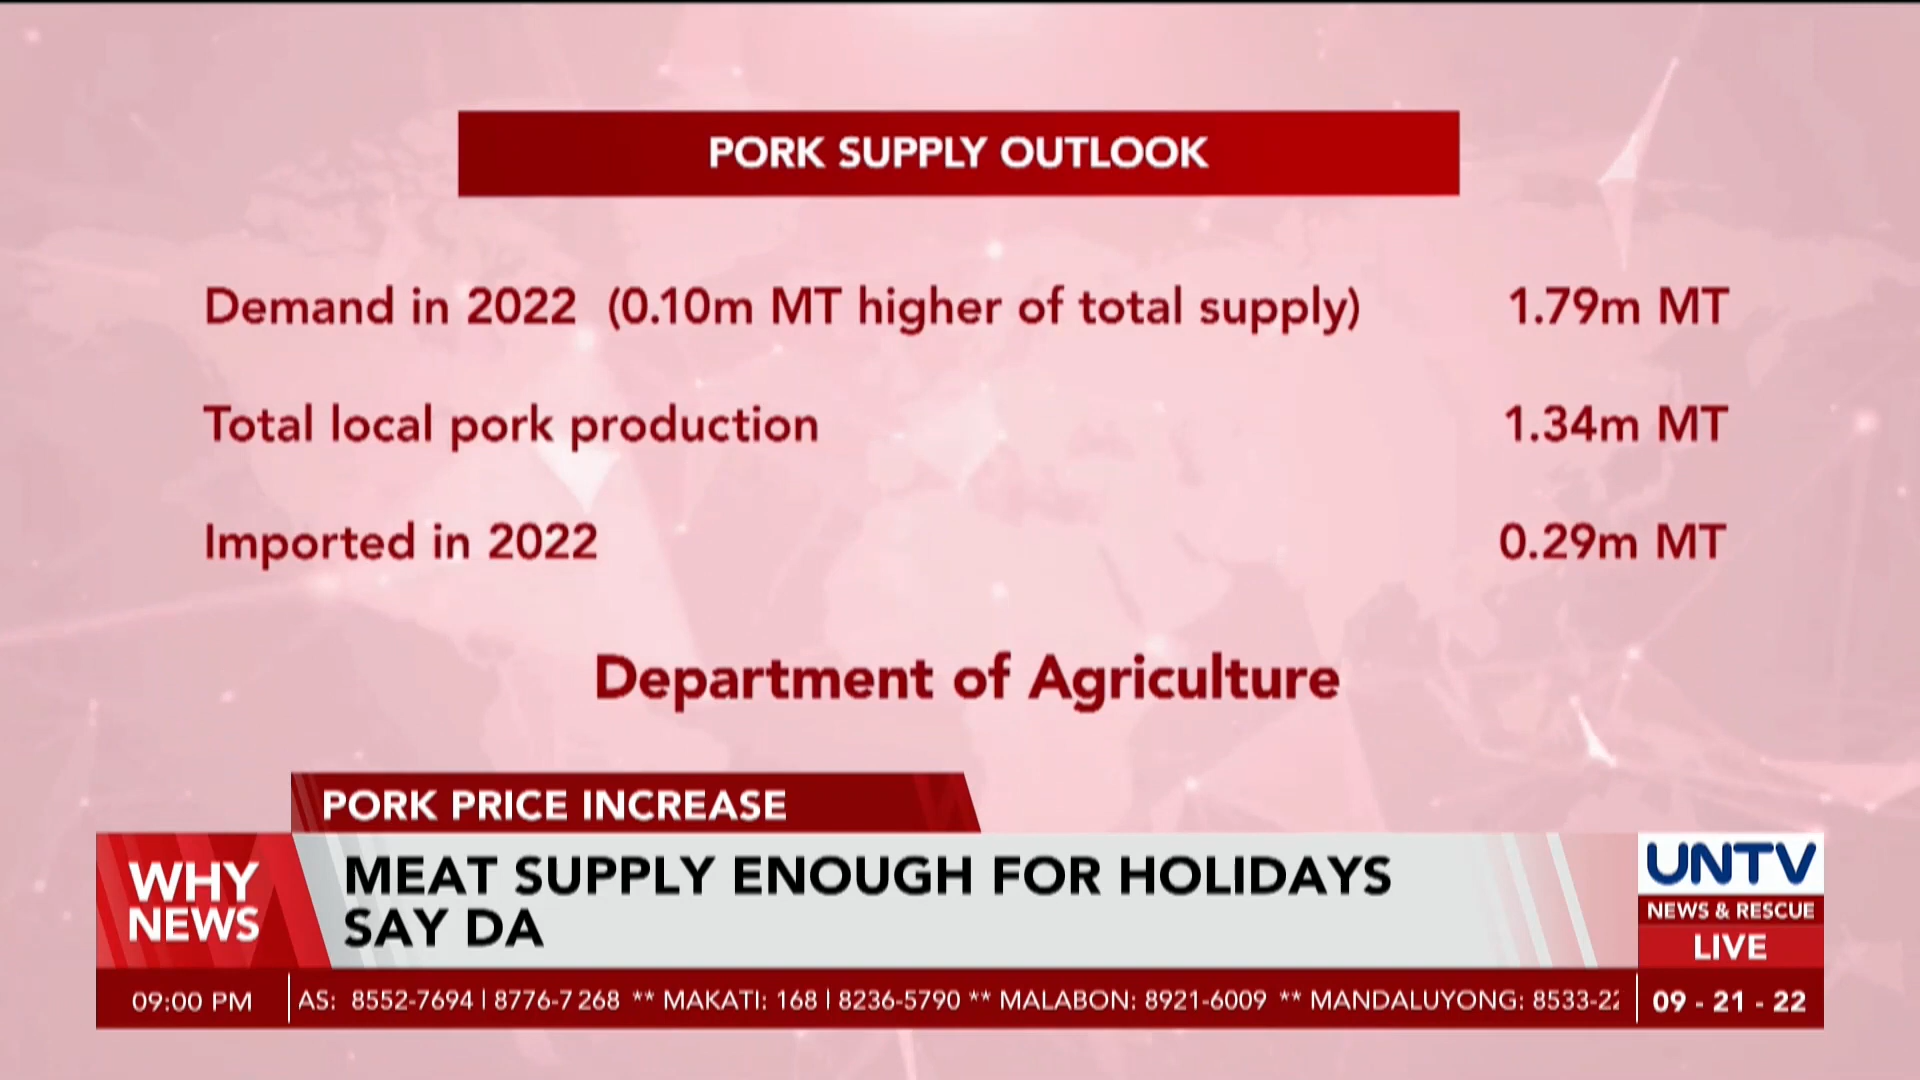 PORK SUPPLY OUTLOOK
Demand in 2022 (0.10m MT higher of total supply) 1.79m MT
Total local pork production 1.34m MT
Imported in 2022 0.29m MT
Department of Agriculture
PORK PRICE INCREASE
WHY
NEWS
MEAT SUPPLY ENOUGH FOR HOLIDAYS
SAY DA
UNTV
NEWS & RESCUE
LIVE
09:00 PM
AS: 8552-7694 | 8776-7268 ** MAKATI: 168 | 8236-5790 ** MALABON: 8921-6009 ** MANDALUYONG: 8533-22
09 - 21 - 22